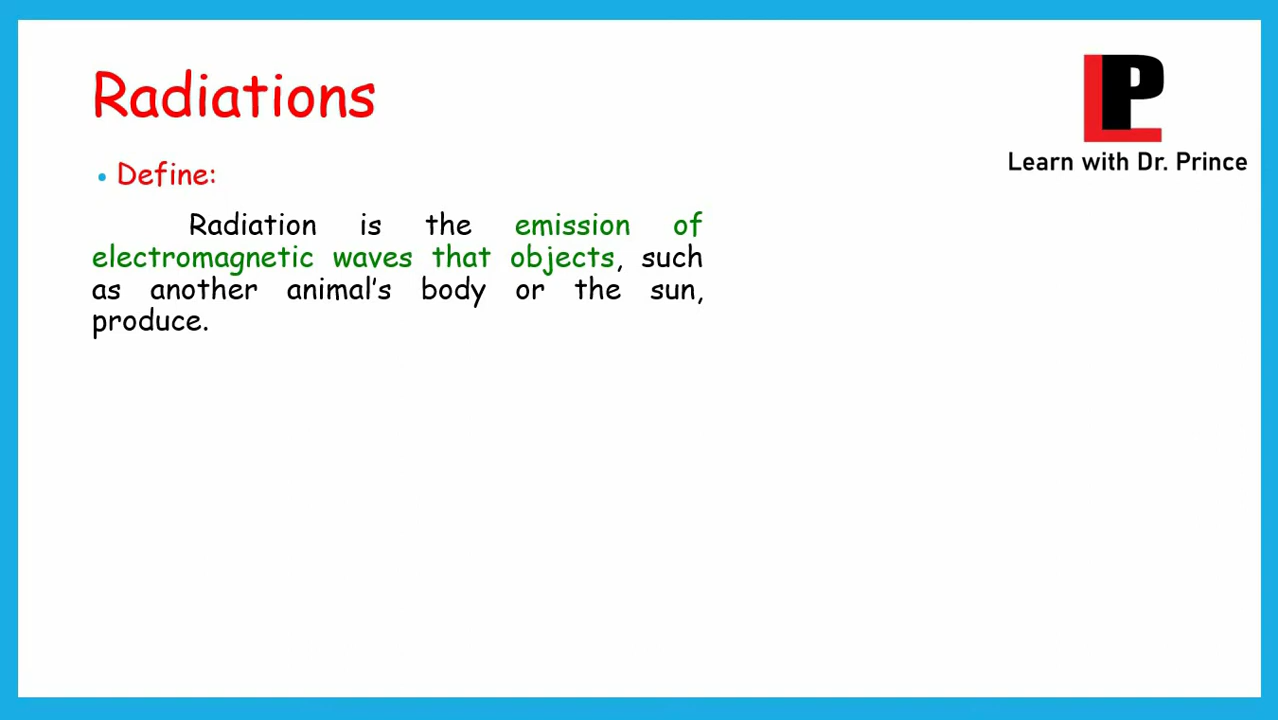 Radiations
LP
Learn with Dr. Prince
• Define:
Radiation is the emission of
electromagnetic waves that objects, such
as another animal's body or the sun,
produce.